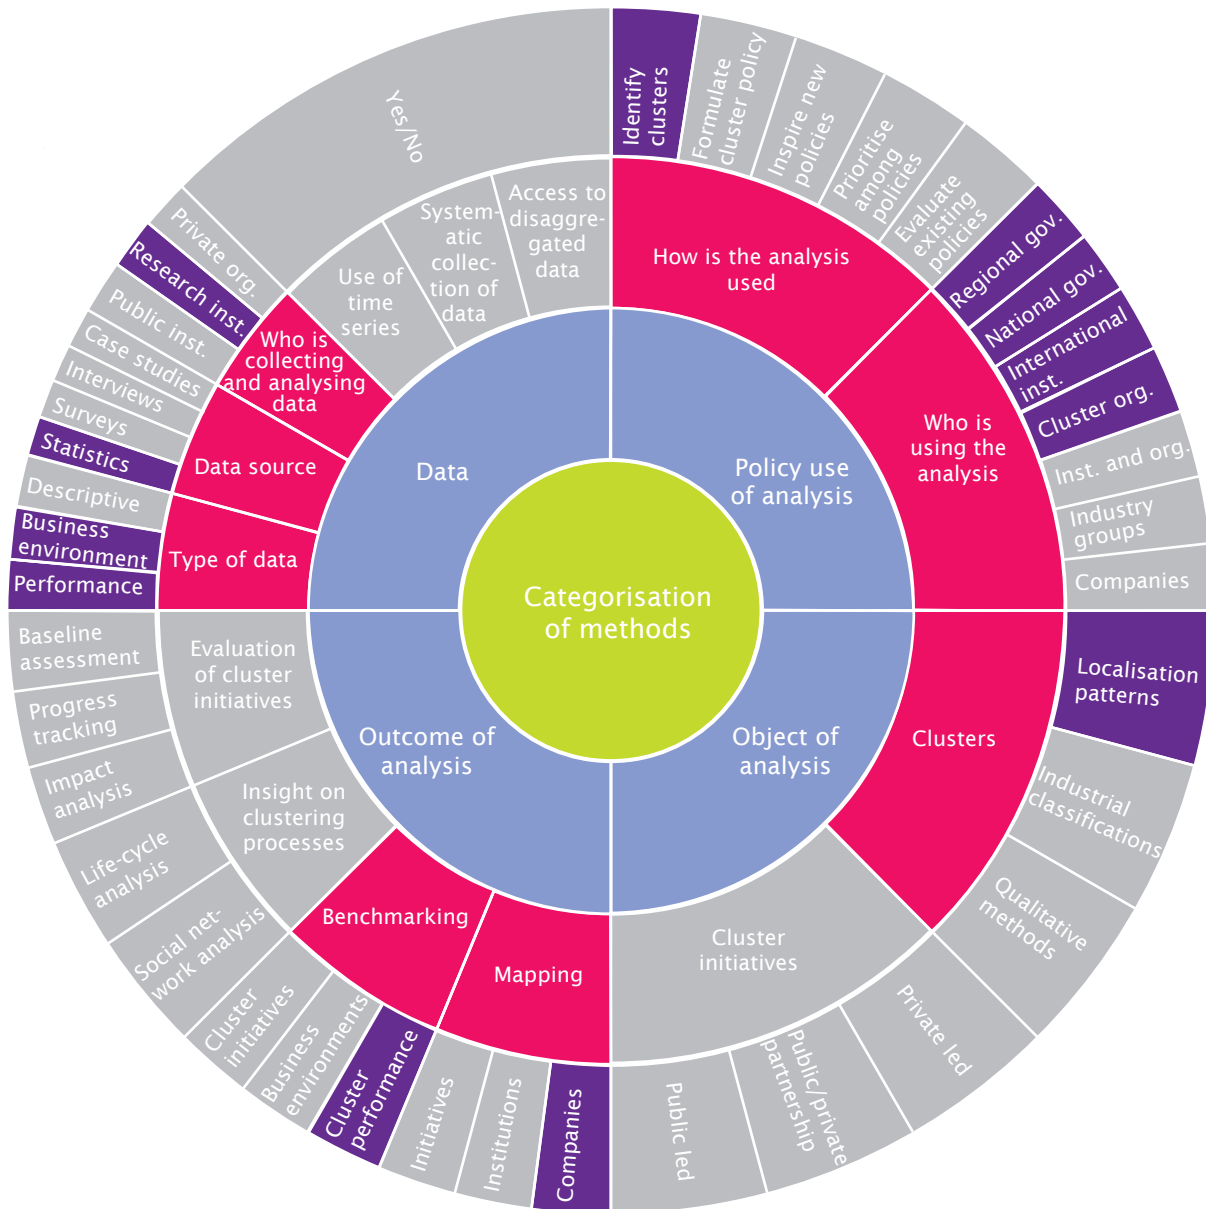 Categorisation
of methods
Policy use
of analysis
Object of
analysis
Outcome of
analysis
Data
How is the analysis
used
Who is
using the
analysis
Clusters
Cluster
initiatives
Mapping
Benchmarking
Insight on
clustering
processes
Evaluation
of cluster
initiatives
Type of data
Data source
Who is
collecting
and analysing
data
Use of
time
series
System-
atic
collec-
tion of
data
Access to
disaggre-
gated
data
Identify
clusters
Formulate
cluster policy
Inspire new
policies
Prioritise
among
policies
Evaluate
existing
policies
Regional gov.
National gov.
International
inst.
Cluster org.
Inst. and org.
Industry
groups
Companies
Localisation
patterns
Industrial
classifications
Qualitative
methods
Private led
Public/private
partnership
Public led
Companies
Institutions
Initiatives
Cluster
performance
Business
environments
Cluster
initiatives
Social net-
work analysis
Life-cycle
analysis
Impact
analysis
Progress
tracking
Baseline
assessment
Performance
Business
environment
Descriptive
Statistics
Surveys
Interviews
Case studies
Public inst.
Research inst.
Private org.
Yes/No